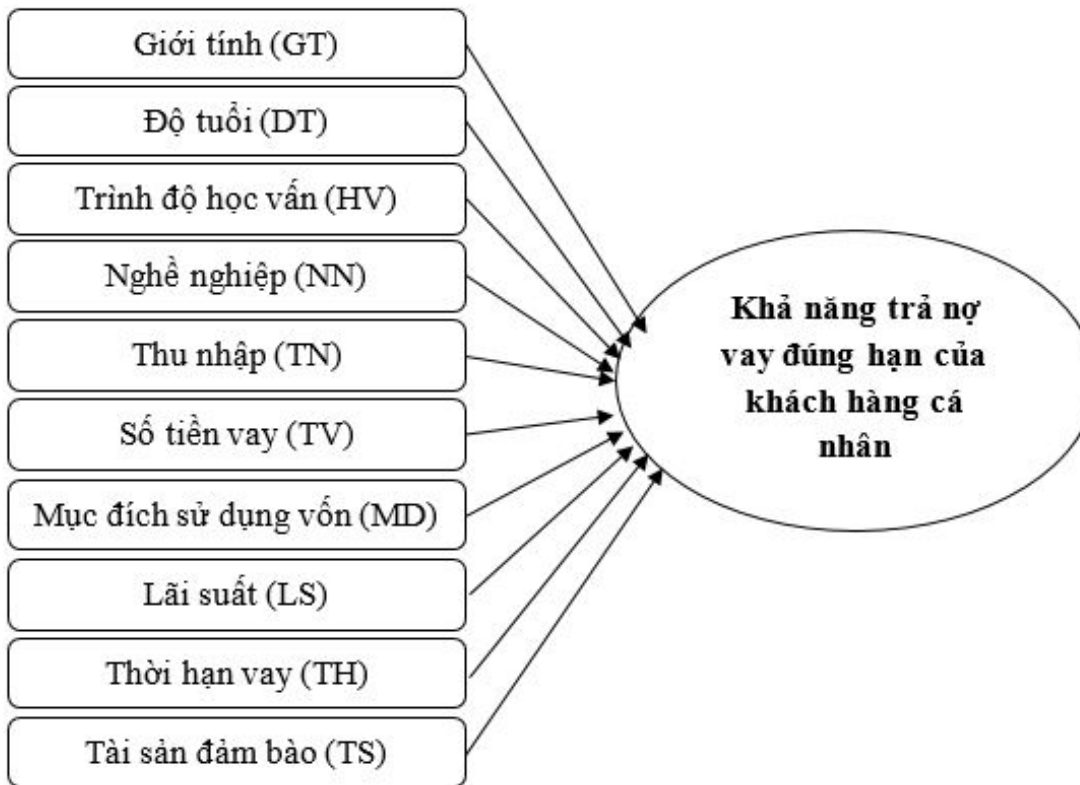 Giới tính (GT)
Độ tuổi (DT)
Trình độ học vấn (HV)
Nghề nghiệp (NN)
Thu nhập (TN)
Số tiền vay (TV)
Mục đích sử dụng vốn (MD)
Lãi suất (LS)
Thời hạn vay (TH)
Tài sản đảm bào (TS)
Khả năng trả nợ
vay đúng hạn của
khách hàng cá
nhân